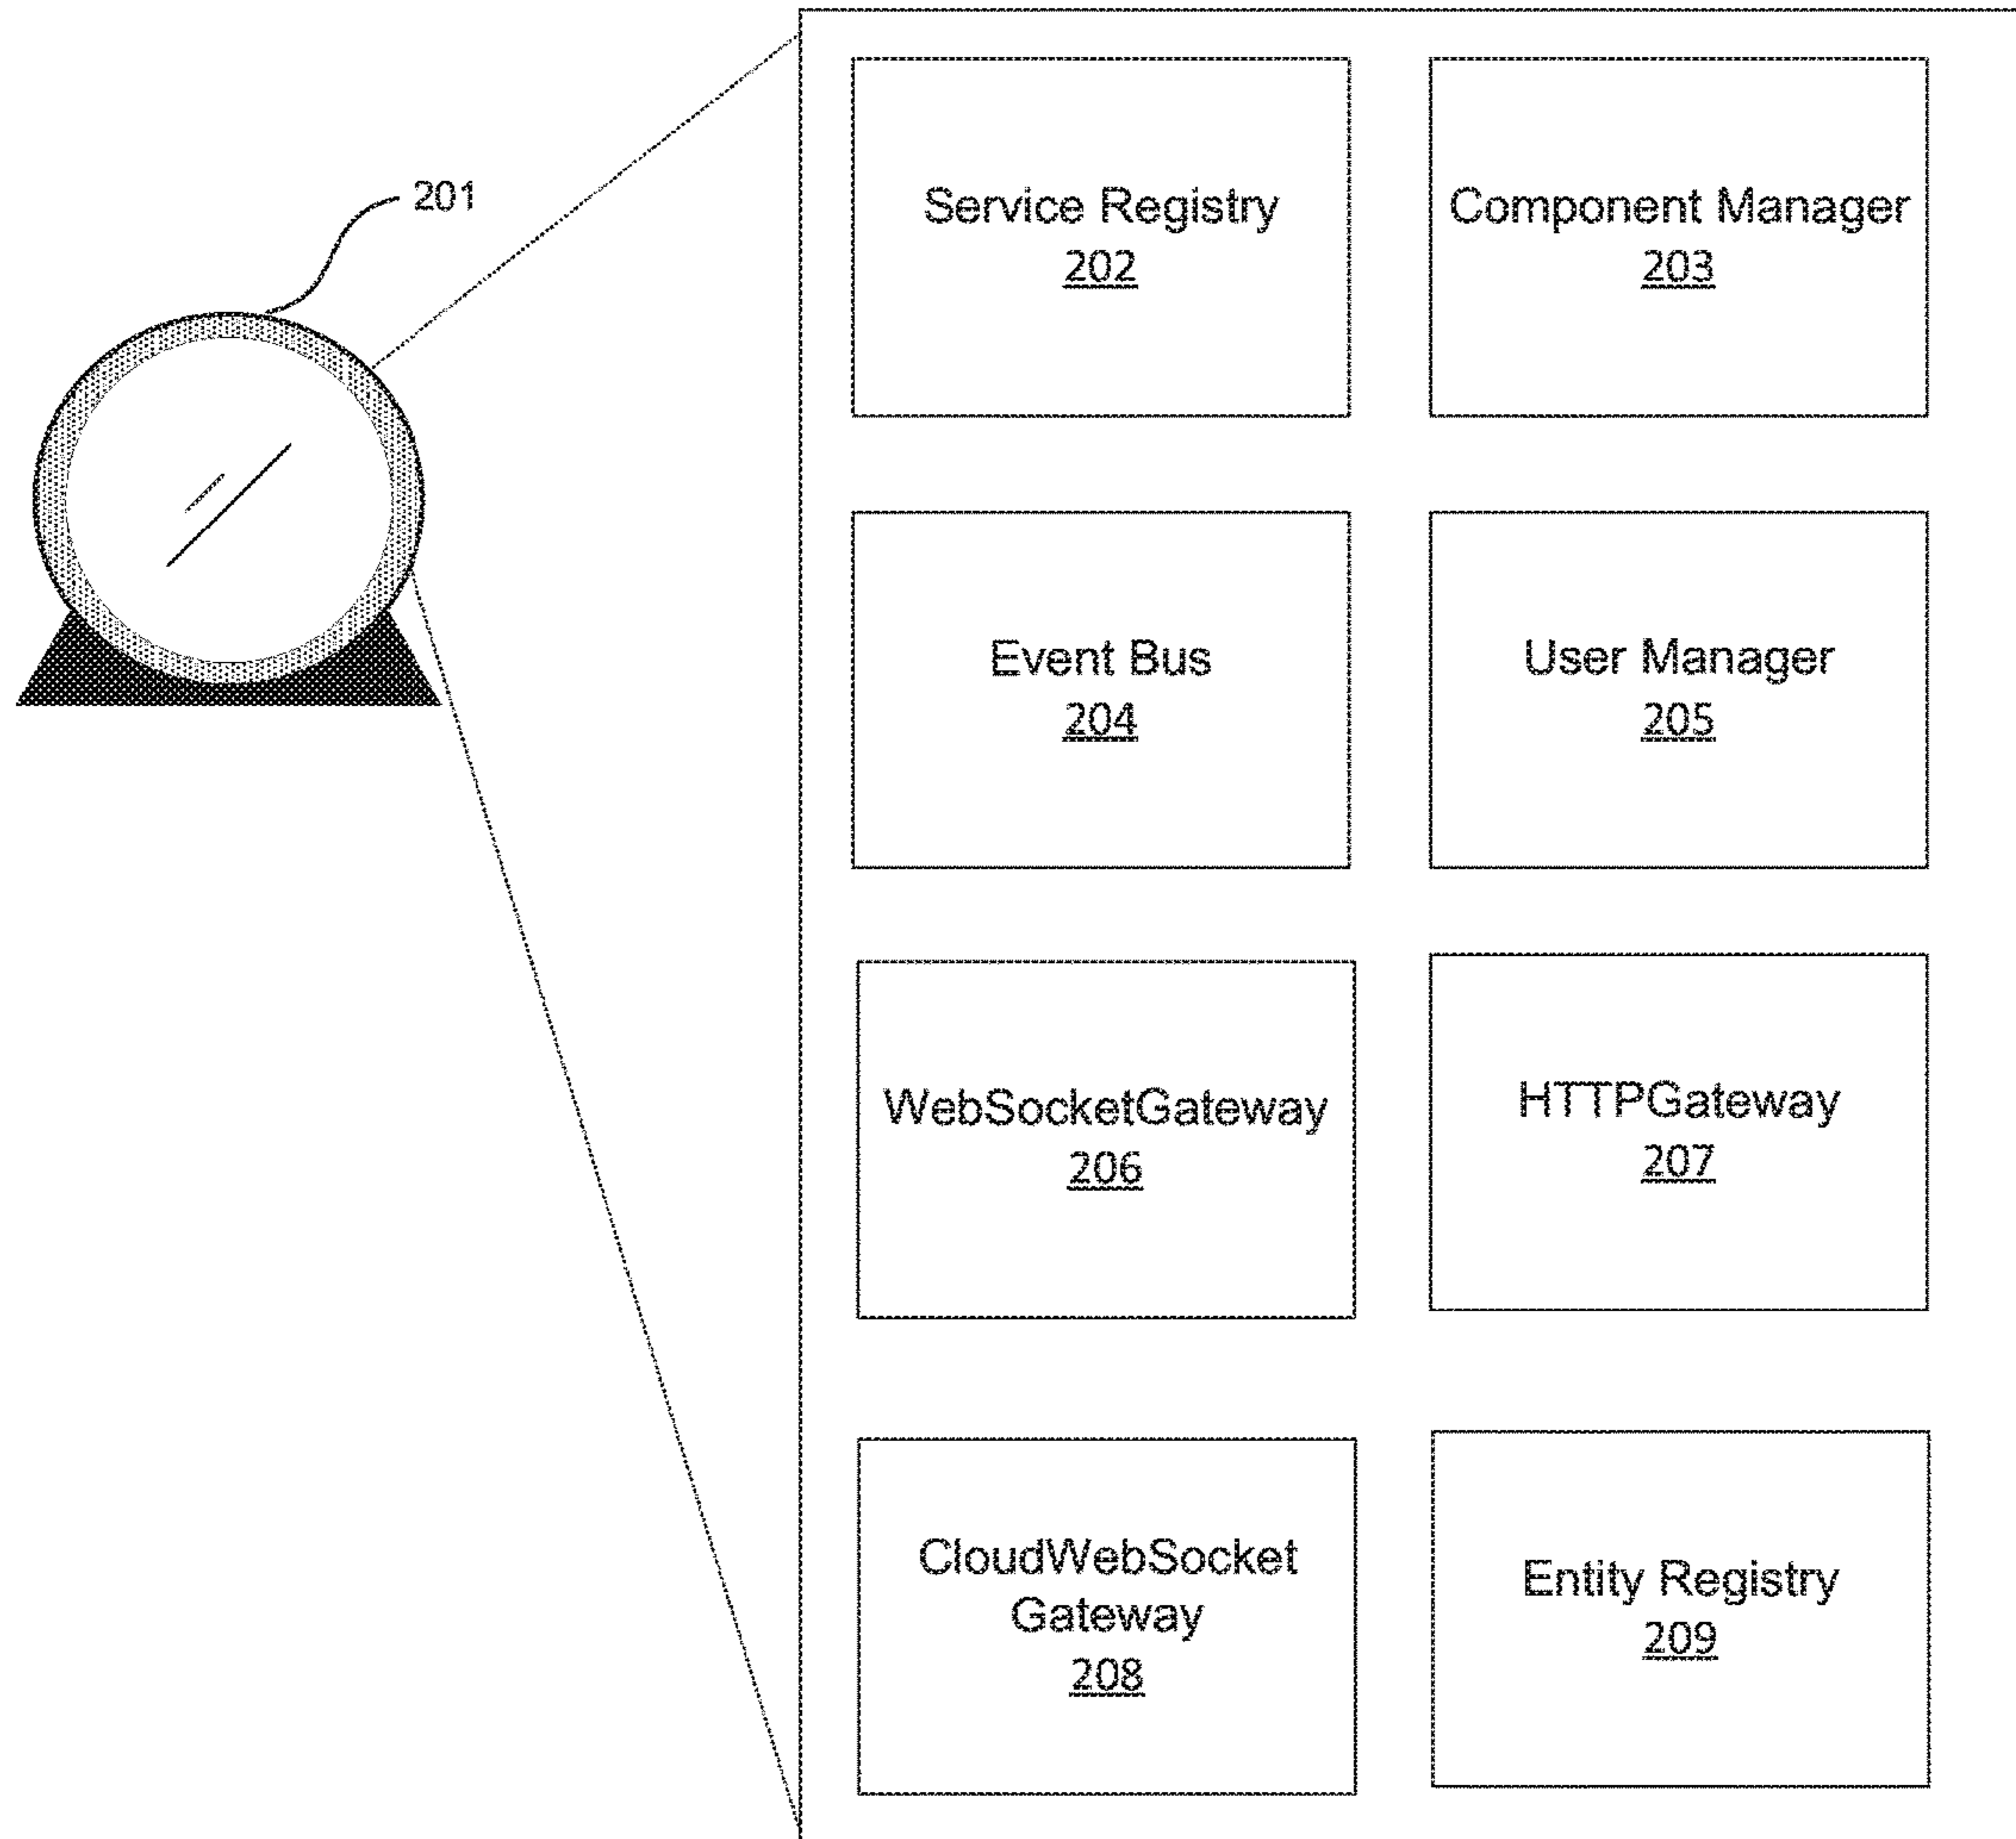 201
Service Registry
202
Component Manager
203
Event Bus
204
User Manager
205
WebSocketGateway
206
HTTPGateway
207
CloudWebSocket
Gateway
208
Entity Registry
209